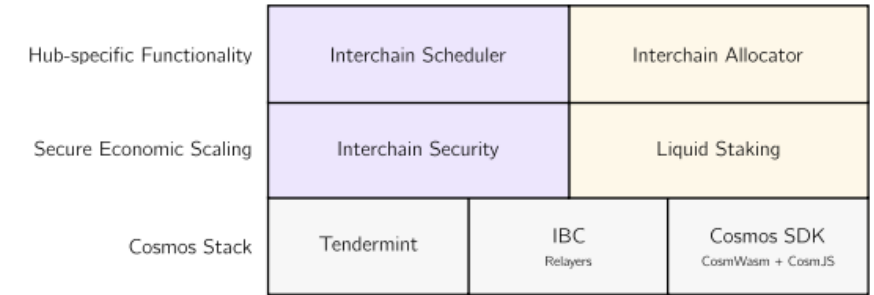 Hub-specific Functionality
Interchain Scheduler
Interchain Allocator
Secure Economic Scaling
Interchain Security
Liquid Staking
Cosmos Stack
Tendermint
IBC
Relayers
Cosmos SDK
CosmWasm + CosmJS